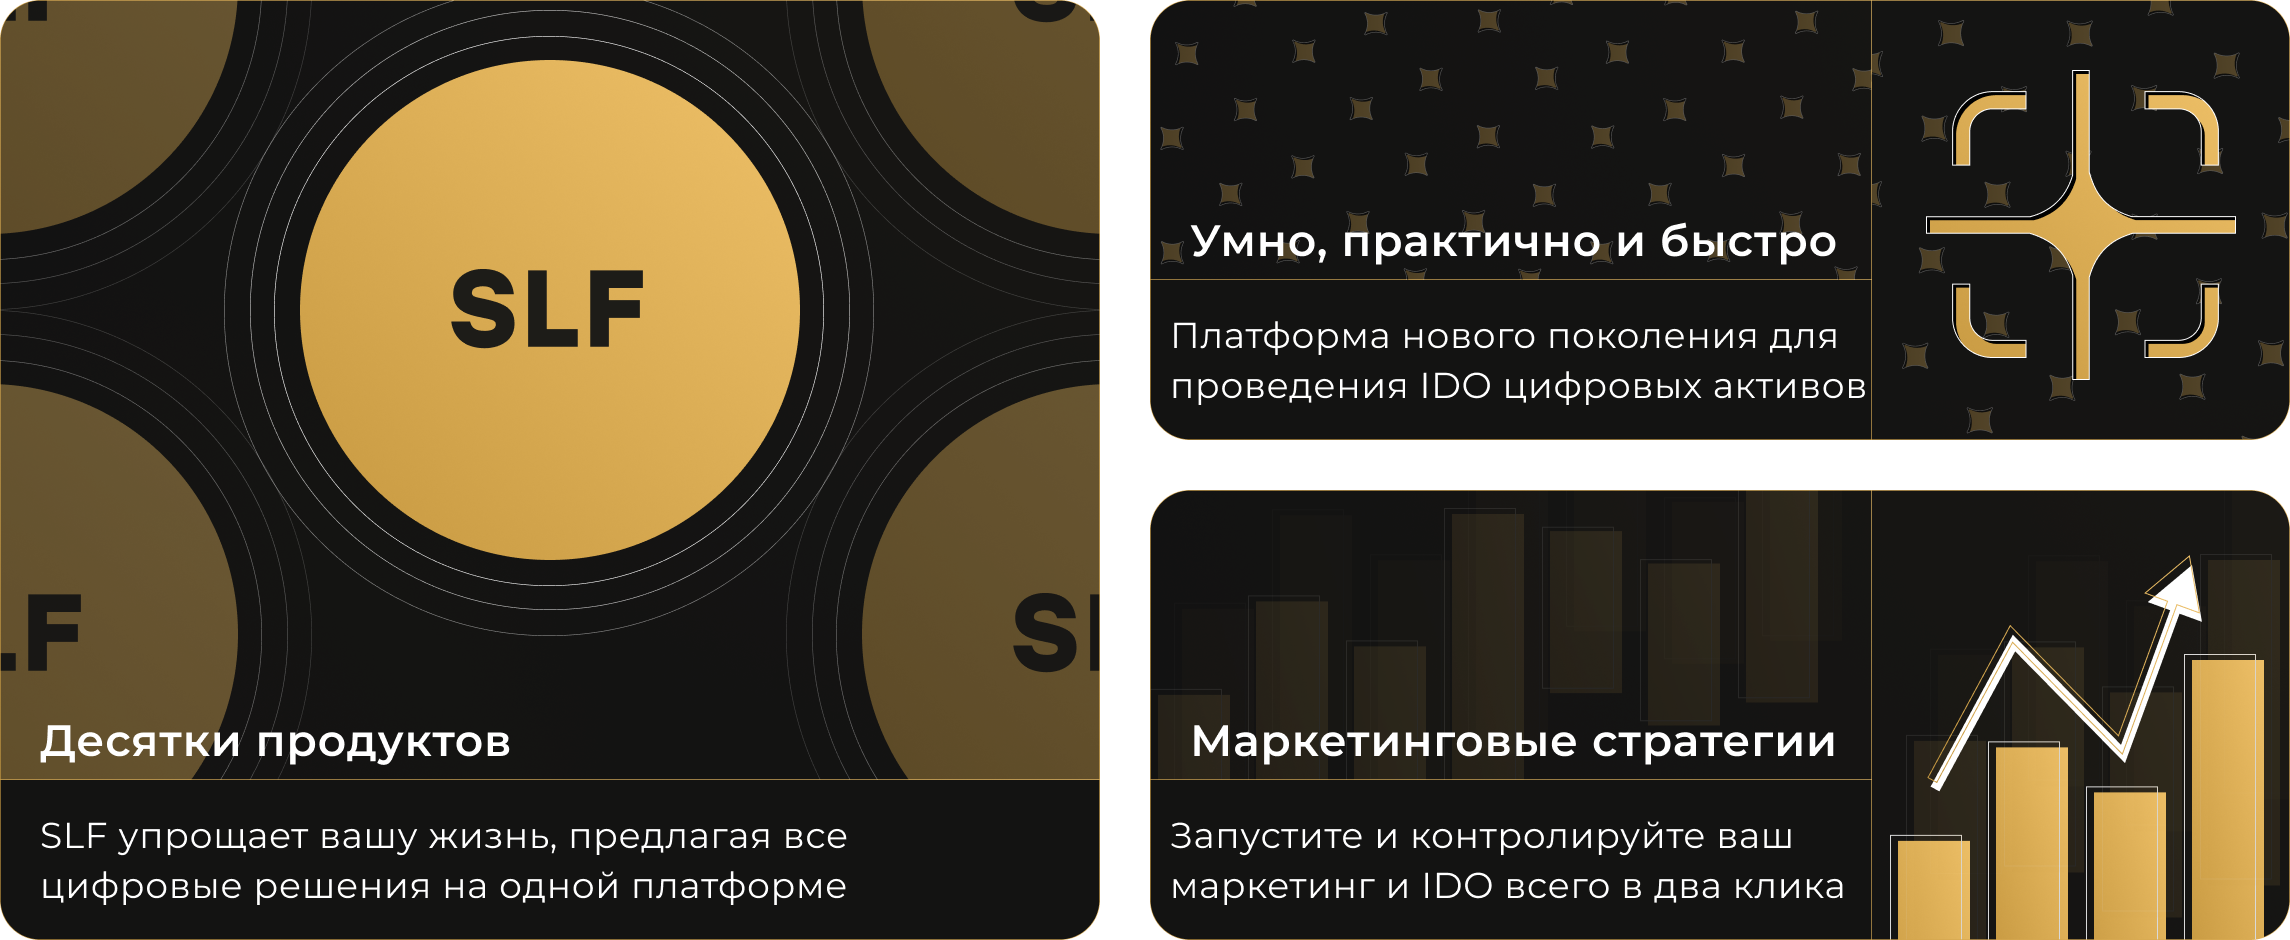 SLF
LF
S
Десятки продуктов
SLF упрощает вашу жизнь, предлагая все
цифровые решения на одной платформе
Умно, практично и быстро
Платформа нового поколения для
проведения IDO цифровых активов
Маркетинговые стратегии
Запустите и контролируйте ваш
маркетинг и IDO всего в два клика